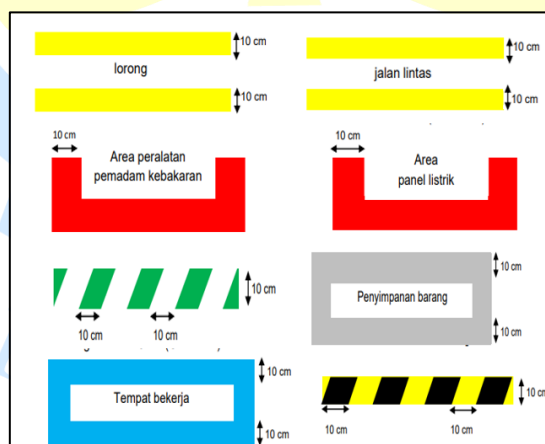 10 cm
lorong
10 cm
10 cm
jalan lintas
10 cm
10 cm
Area peralatan
pemadam kebakaran
10 cm
Area
panel listrik
10 cm
10 cm
10 cm
10 cm
Penyimpanan barang
10 cm
10 cm
Tempat bekerja
10 cm
10 cm
10 cm
10 cm